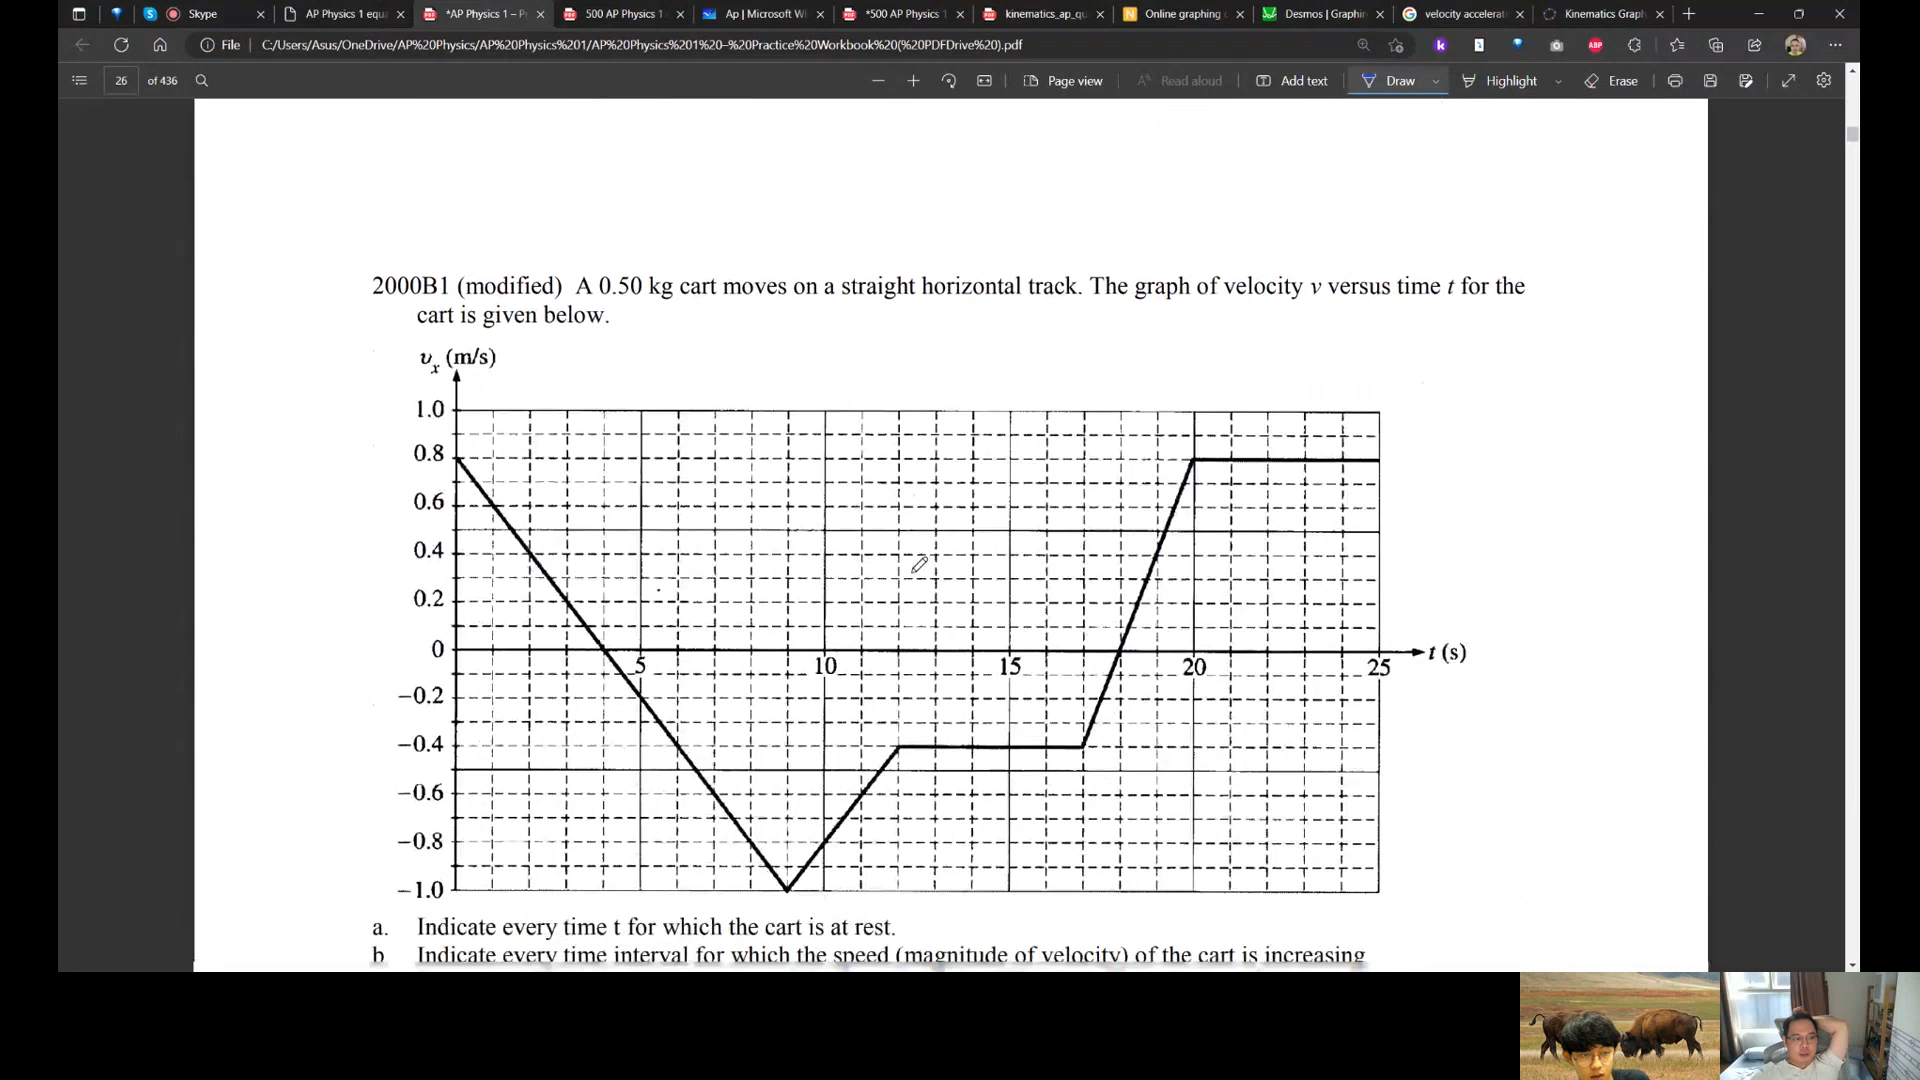 Skype
AP Physics 1 equa
*AP Physics 1 – P
500 AP Physics 1
Ap | Microsoft W
*500 AP Physics 1
kinematics_ap_qu
Online graphing
Desmos | Graphin
velocity accelerat
Kinematics Graph
File
C:/Users/Asus/OneDrive/AP%20Physics/AP%20Physics%201/AP%20Physics%201%20-%20Practice%20Workbook%20(%20PDFDrive%20).pdf
ABP
26 of 436
Page view
Read aloud
Add text
Draw
Highlight
Erase
2000B1 (modified) A 0.50 kg cart moves on a straight horizontal track. The graph of velocity v versus time t for the
cart is given below.
υx (m/s)
1.0
0.8
0.6
0.4
0.2
0
5 10 15 20 25
t (s)
−0.2
−0.4
−0.6
−0.8
−1.0
a. Indicate every time t for which the cart is at rest.
b Indicate every time interval for which the speed (magnitude of velocity) of the cart is increasing